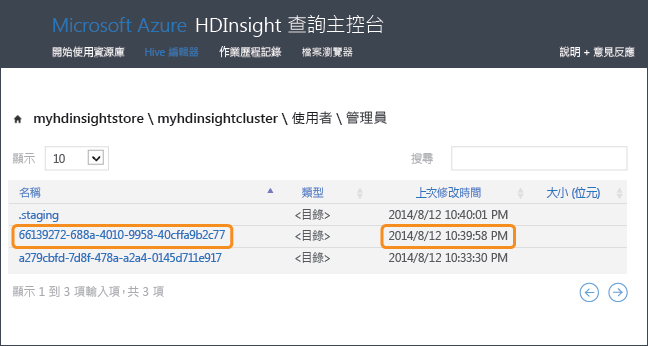 Microsoft Azure HDInsight 查詢主控台
開始使用資源庫 Hive 編輯器 作業歷程記錄 檔案瀏覽器 說明 + 意見反應
myhdinsightstore \ myhdinsightcluster \ 使用者 \ 管理員
顯示 10 搜尋
名稱 類型 上次修改時間 大小 (位元)
.staging <目錄> 2014/8/12 10:40:01 PM
66139272-688a-4010-9958-40cffa9b2c77 <目錄> 2014/8/12 10:39:58 PM
a279cbfd-7d8f-478a-a2a4-0145d711e917 <目錄> 2014/8/12 10:33:30 PM
顯示 1 到 3 項輸入項，共 3 項